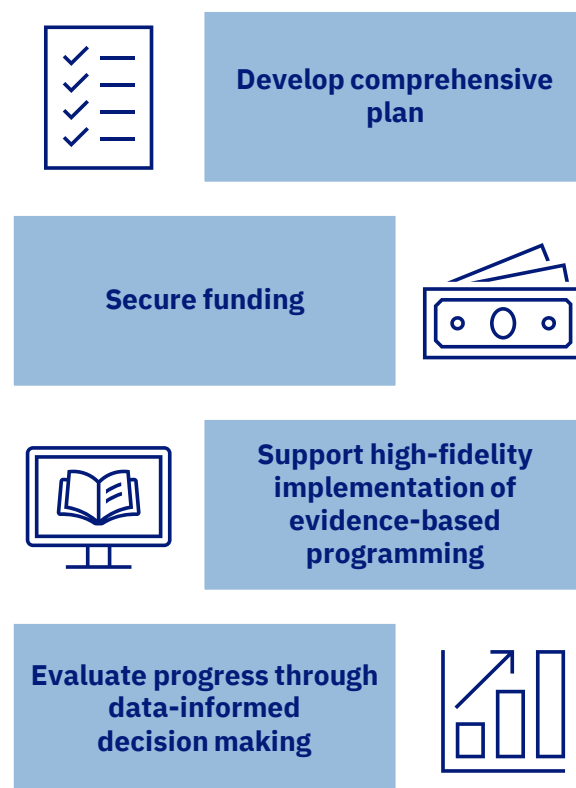 Develop comprehensive
plan
Secure funding
Support high-fidelity
implementation of
evidence-based
programming
Evaluate progress through
data-informed
decision making